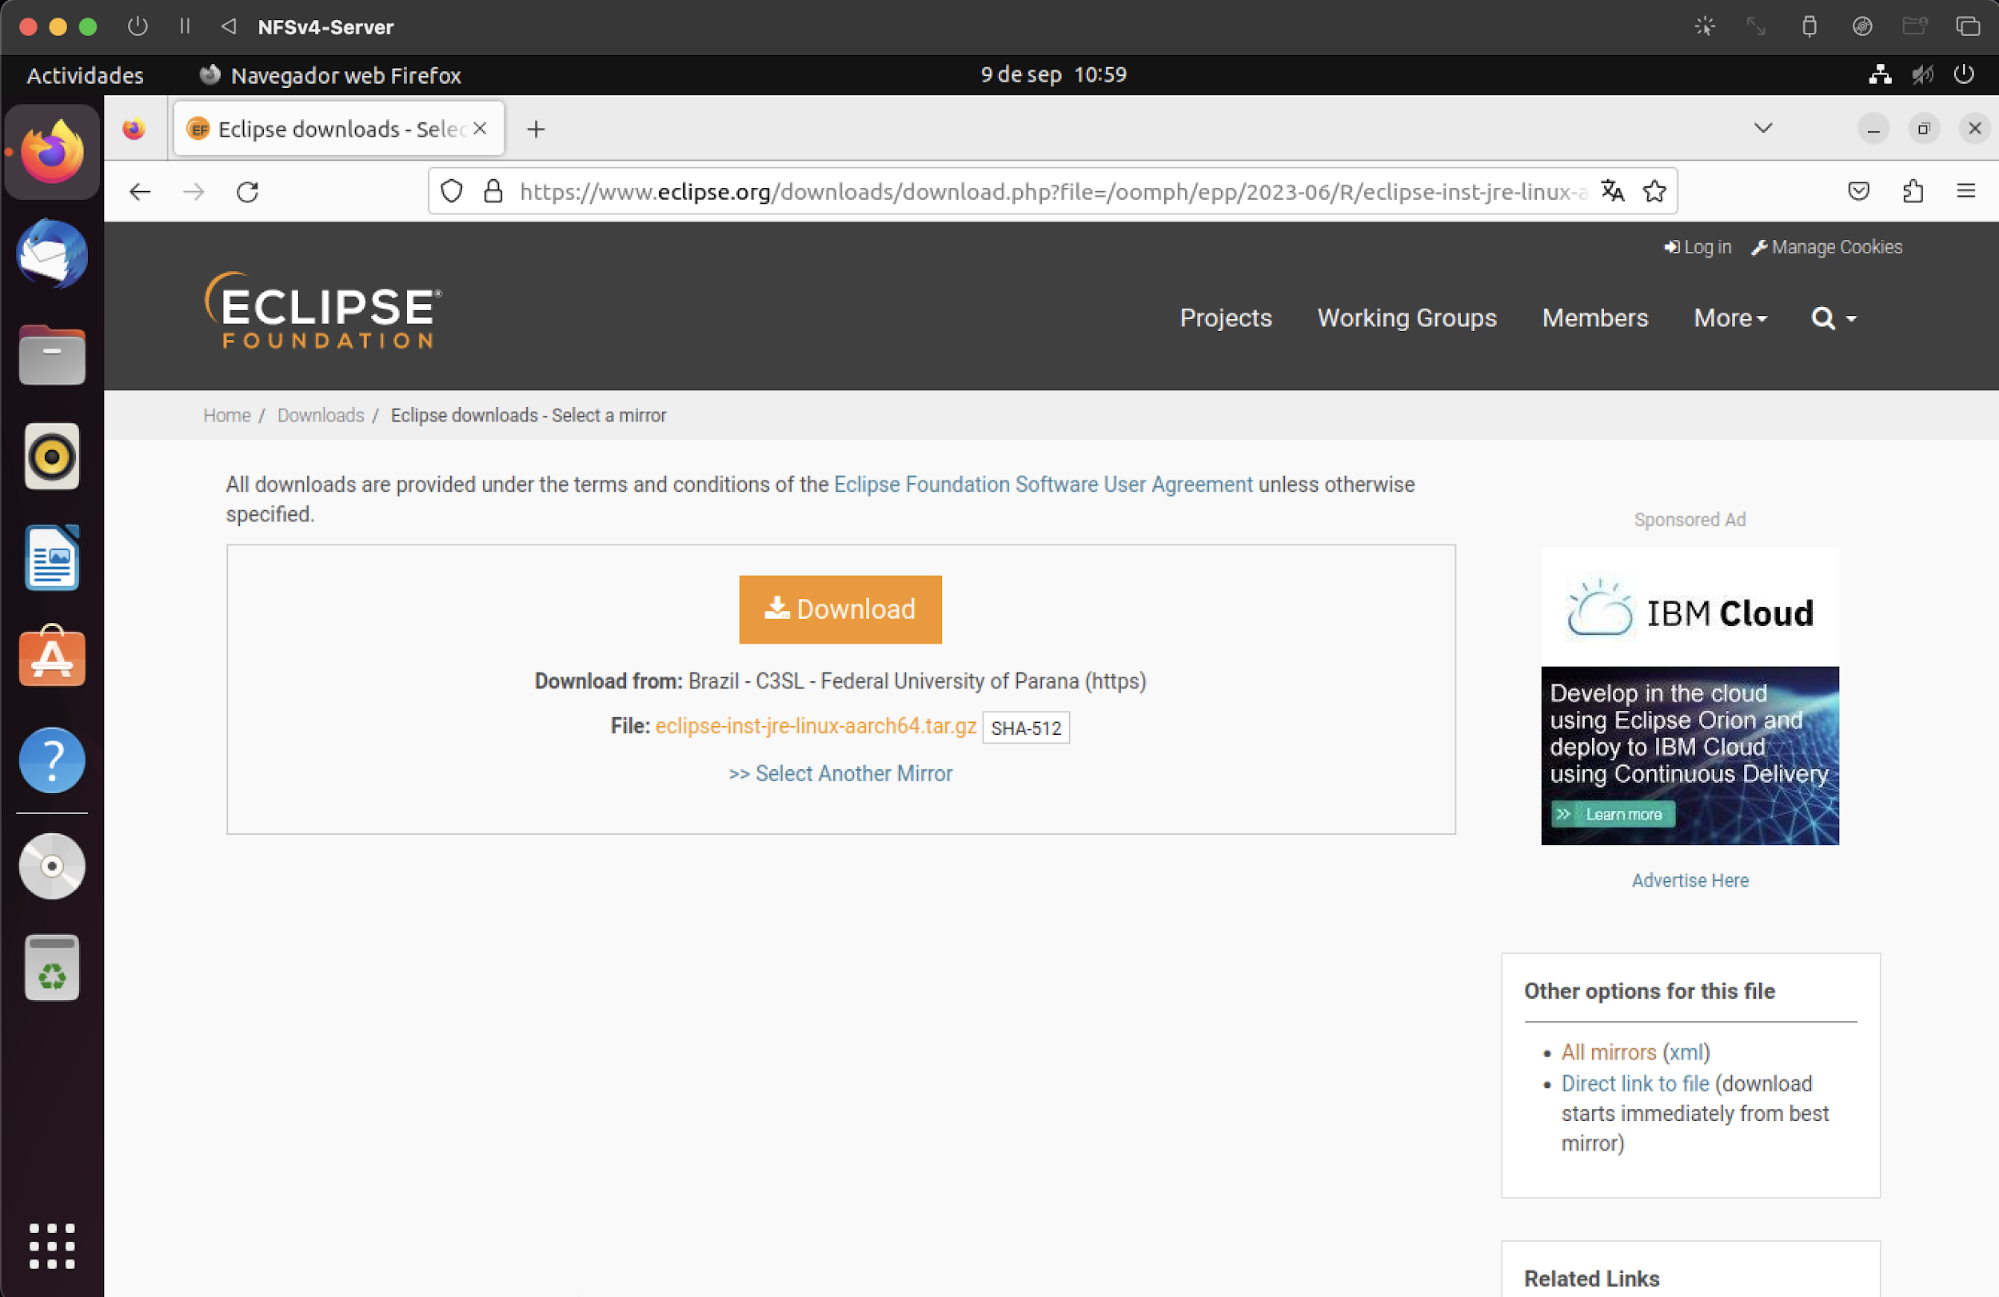 NFSv4-Server
Actividades Navegador web Firefox 9 de sep 10:59
EF Eclipse downloads - Selec
https://www.eclipse.org/downloads/download.php?file=/oomph/epp/2023-06/R/eclipse-inst-jre-linux-a
Log in Manage Cookies
ECLIPSE®
FOUNDATION
Projects Working Groups Members More
Home / Downloads / Eclipse downloads - Select a mirror
All downloads are provided under the terms and conditions of the Eclipse Foundation Software User Agreement unless otherwise
specified.
Download
Download from: Brazil - C3SL - Federal University of Parana (https)
File: eclipse-inst-jre-linux-aarch64.tar.gz SHA-512
>> Select Another Mirror
Sponsored Ad
IBM Cloud
Develop in the cloud
using Eclipse Orion and
deploy to IBM Cloud
using Continuous Delivery
>> Learn more
Advertise Here
Other options for this file
• All mirrors (xml)
• Direct link to file (download
starts immediately from best
mirror)
Related Links